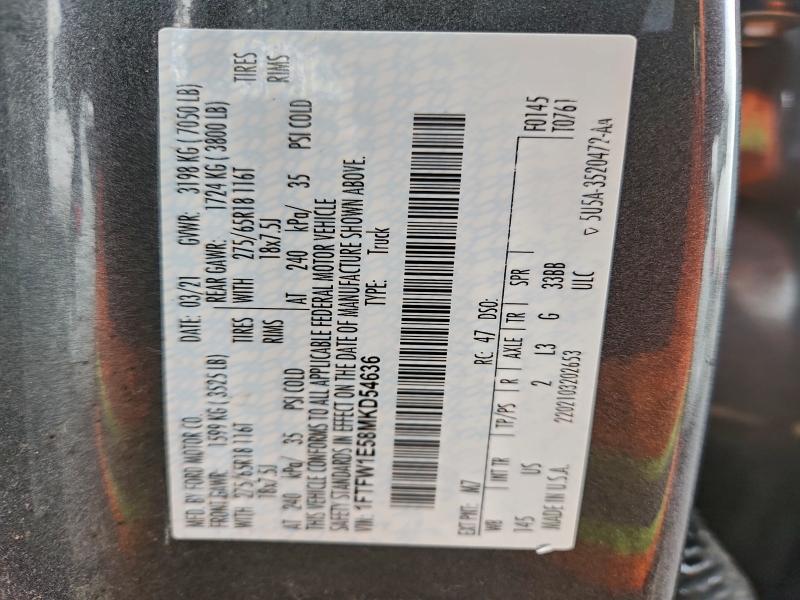 MFD. BY FORD MOTOR CO.
DATE: 03/21 GVWR: 3198 KG ( 7050 LB)
FRONT GAWR: 1599 KG ( 3525 LB) REAR GAWR: 1724 KG ( 3800 LB)
WITH 275/65R18 116T TIRES WITH 275/65R18 116T TIRES
18x7.5J RIMS 18x7.5J RIMS
AT 240 kPa/ 35 PSI COLD AT 240 kPa/ 35 PSI COLD
THIS VEHICLE CONFORMS TO ALL APPLICABLE FEDERAL MOTOR VEHICLE
SAFETY STANDARDS IN EFFECT ON THE DATE OF MANUFACTURE SHOWN ABOVE.
VIN: 1FTFW1E58MKD54636 TYPE: Truck
EXT PNT: M7 RC: 47 DSO:
WB INT TR TP/PS R AXLE TR SPR F0145
145 US 2 L3 G 33BB T0761
MADE IN U.S.A. 2202103202653 ULC
5U5A-3520472-AA